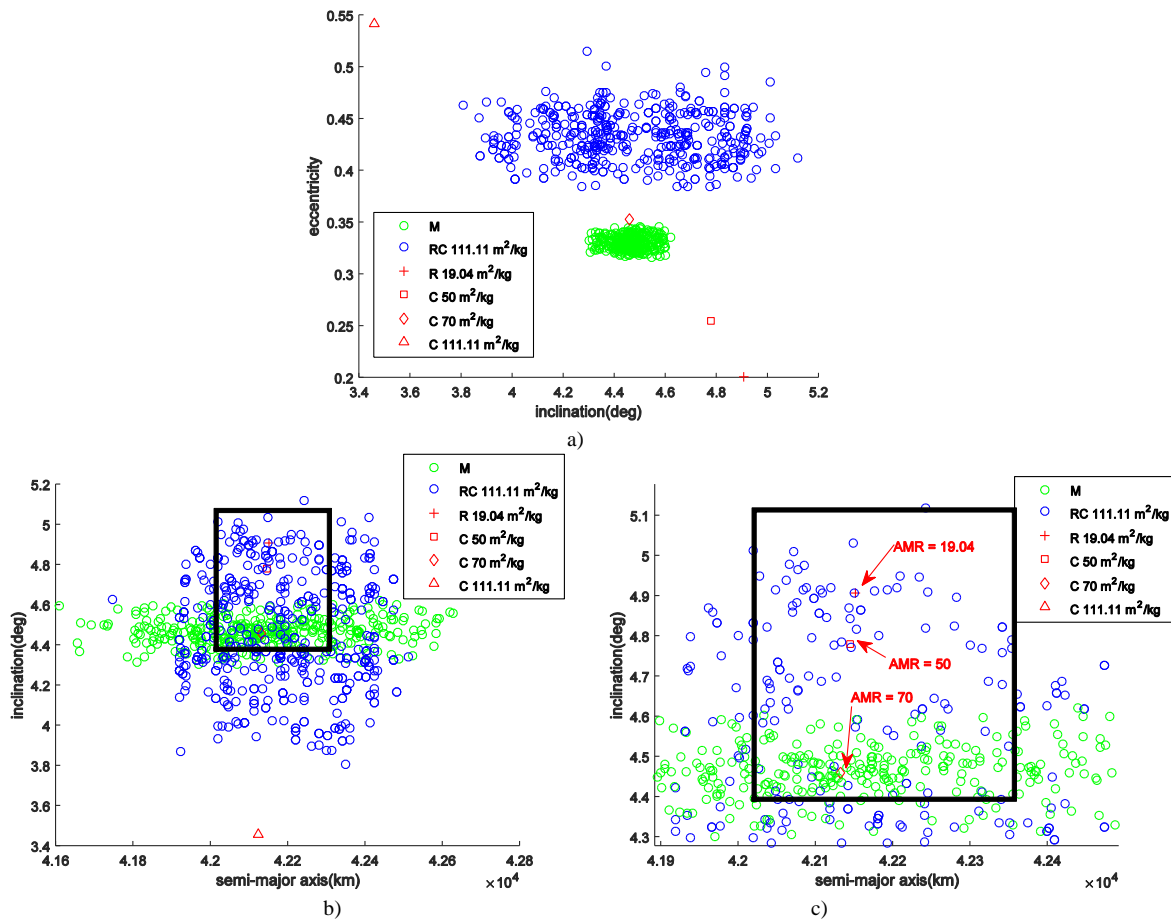 0.55
0.5
0.45
0.4
0.35
0.3
0.25
0.2
eccentricity
3.4 3.6 3.8 4 4.2 4.4 4.6 4.8 5 5.2
inclination(deg)
M
RC 111.11 m²/kg
R 19.04 m²/kg
C 50 m²/kg
C 70 m²/kg
C 111.11 m²/kg
a)
5.2
5
4.8
4.6
4.4
4.2
4
3.8
3.6
3.4
inclination(deg)
4.16 4.18 4.2 4.22 4.24 4.26 4.28
semi-major axis(km)
×10⁴
M
RC 111.11 m²/kg
R 19.04 m²/kg
C 50 m²/kg
C 70 m²/kg
C 111.11 m²/kg
b)
5.1
5
4.9
4.8
4.7
4.6
4.5
4.4
4.3
inclination(deg)
4.19 4.2 4.21 4.22 4.23 4.24
semi-major axis(km)
×10⁴
AMR = 19.04
AMR = 50
AMR = 70
M
RC 111.11 m²/kg
R 19.04 m²/kg
C 50 m²/kg
C 70 m²/kg
C 111.11 m²/kg
c)